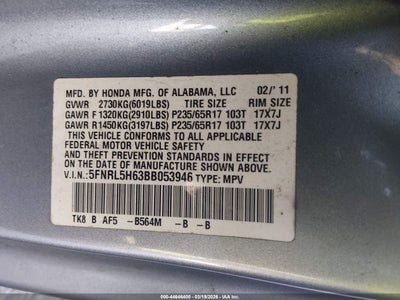 MFD. BY HONDA MFG. OF ALABAMA, LLC 02/'11
GVWR 2730KG(6019LBS) TIRE SIZE RIM SIZE
GAWR F 1320KG(2910LBS) P235/65R17 103T 17X7J
GAWR R1450KG(3197LBS) P235/65R17 103T 17X7J
THIS VEHICLE CONFORMS TO ALL APPLICABLE
FEDERAL MOTOR VEHICLE SAFETY AND THEFT
PREVENTION STANDARDS IN EFFECT ON THE DATE
OF MANUFACTURE SHOWN ABOVE.
V.I.N.: 5FNRL5H63BB053946 TYPE: MPV
TK8 B AF5 -B564M -B -B
000-44648400 - 03/19/2026 - IAA Inc.